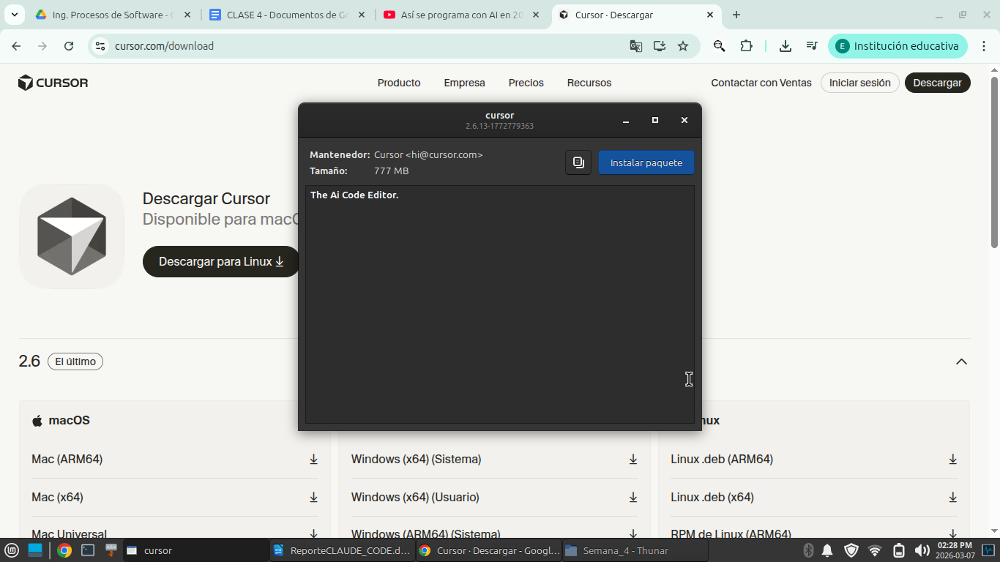 Ing. Procesos de Software - C
CLASE 4 - Documentos de Go
Así se programa con AI en 20
Cursor · Descargar
cursor.com/download
E Institución educativa
CURSOR
Producto
Empresa
Precios
Recursos
Contactar con Ventas
Iniciar sesión
Descargar
cursor
2.6.13-1772779363
Mantenedor: Cursor <hi@cursor.com>
Tamaño: 777 MB
Instalar paquete
The Ai Code Editor.
Descargar Cursor
Disponible para macO
Descargar para Linux
2.6 El último
macOS
Mac (ARM64)
Mac (x64)
Mac Universal
Windows (x64) (Sistema)
Windows (x64) (Usuario)
Windows (ARM64) (Sistema)
nux
Linux .deb (ARM64)
Linux .deb (x64)
RPM de Linux (ARM64)
cursor
ReporteCLAUDE_CODE.d...
Cursor · Descargar - Googl...
Semana_4 - Thunar
02:28 PM
2026-03-07